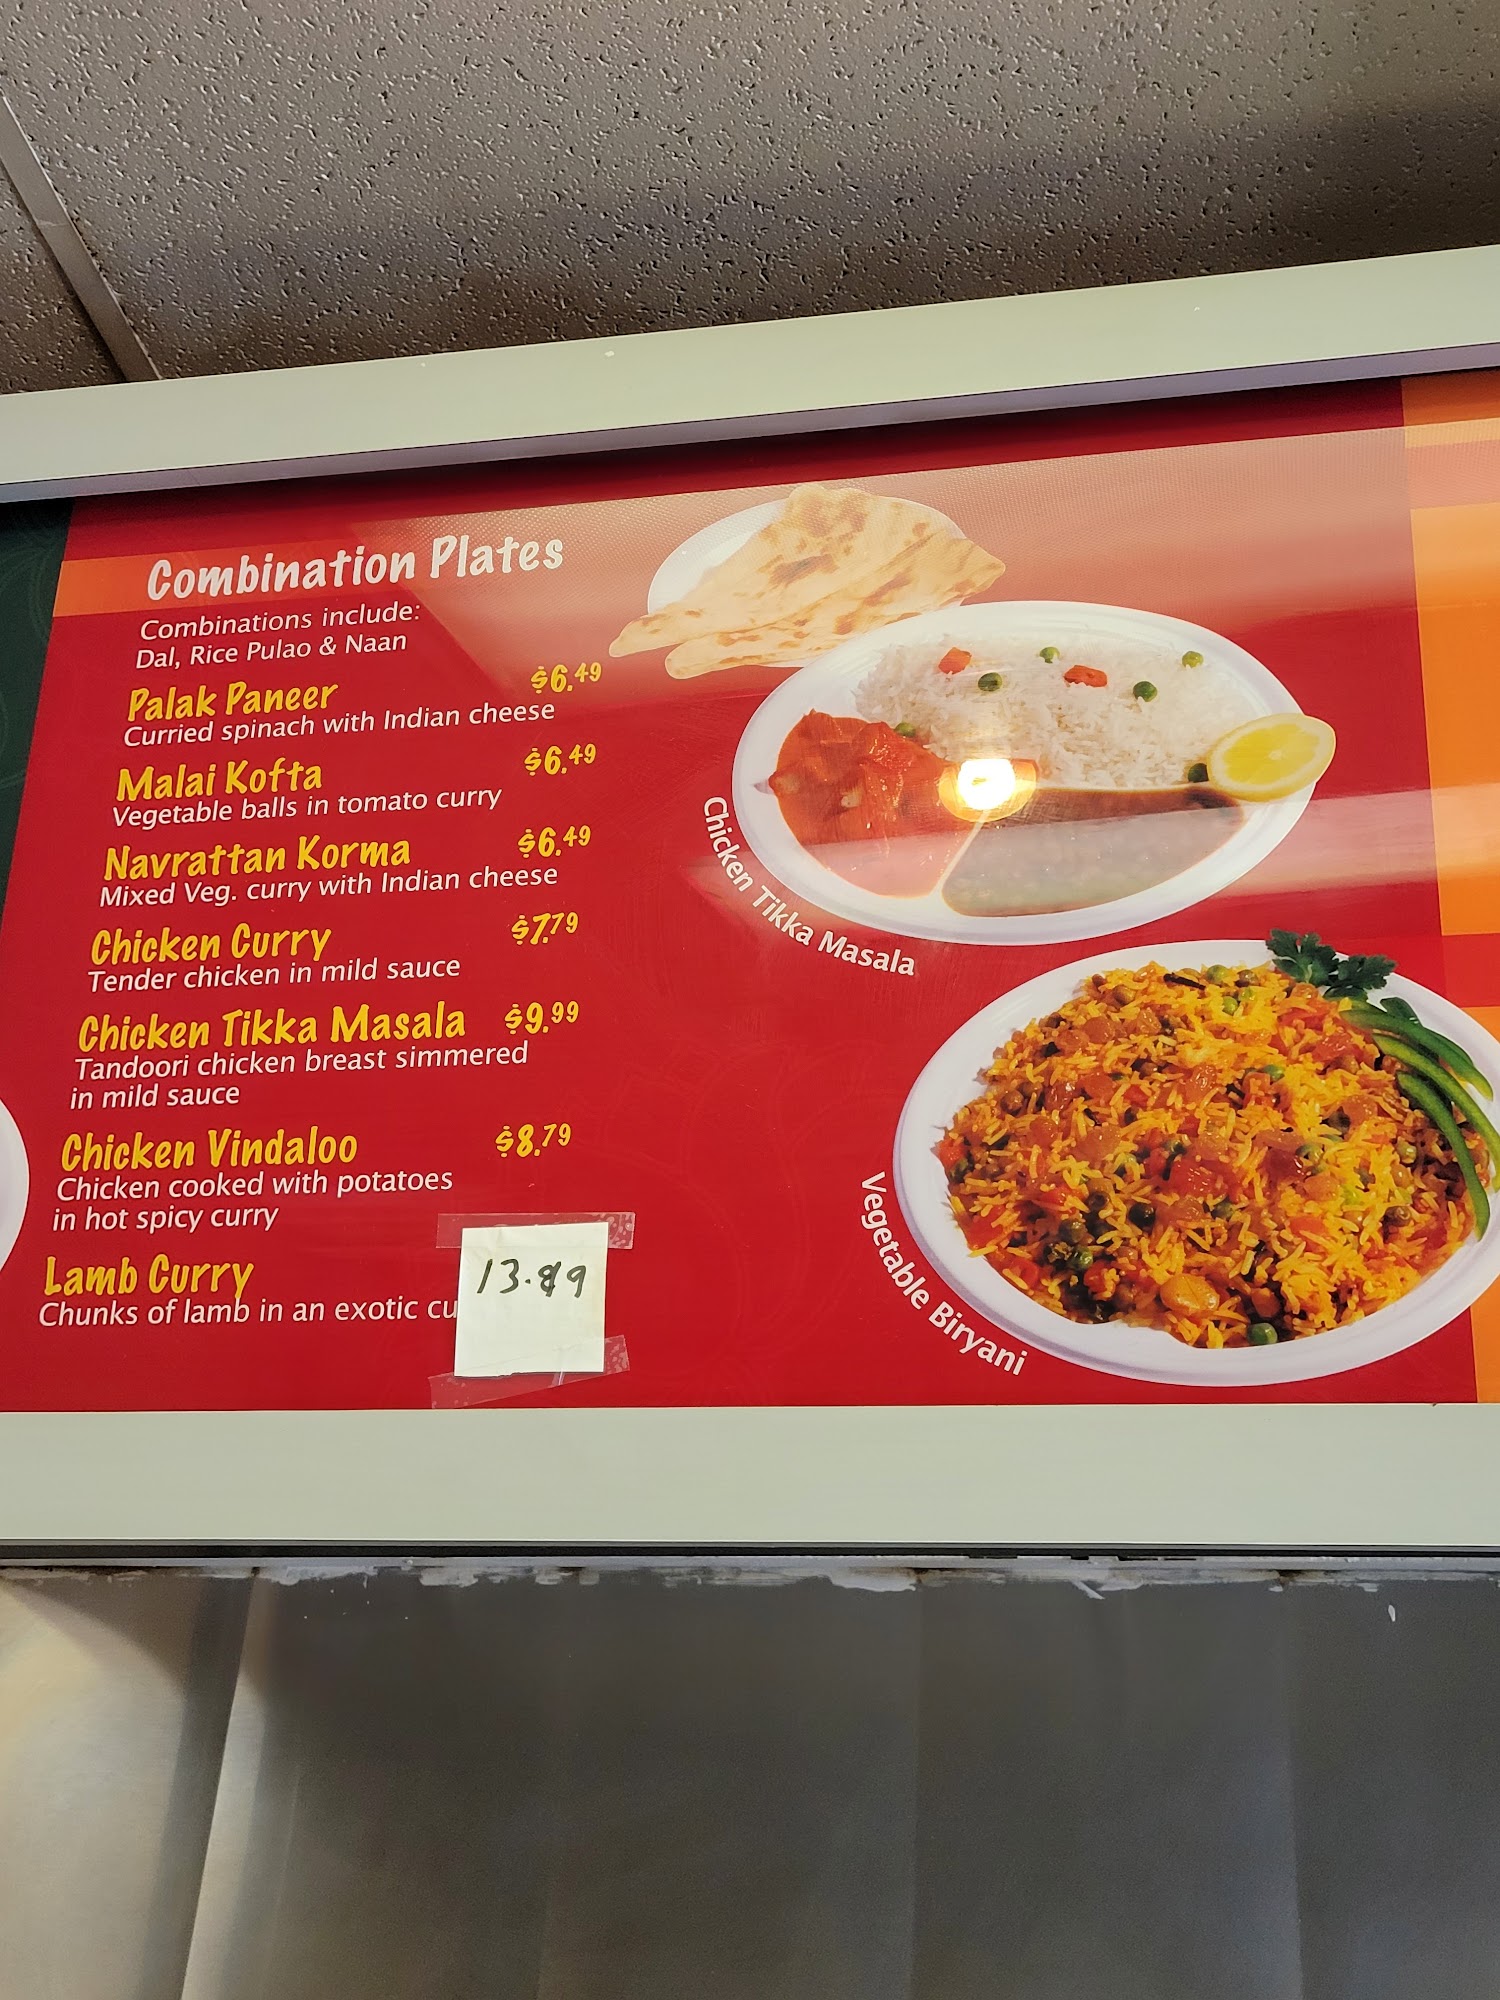 Combination Plates
Combinations include:
Dal, Rice Pulao & Naan
Palak Paneer $6.49
Curried spinach with Indian cheese
Malai Kofta $6.49
Vegetable balls in tomato curry
Navrattan Korma $6.49
Mixed Veg. curry with Indian cheese
Chicken Curry $7.79
Tender chicken in mild sauce
Chicken Tikka Masala $9.99
Tandoori chicken breast simmered
in mild sauce
Chicken Vindaloo $8.79
Chicken cooked with potatoes
in hot spicy curry
Lamb Curry
Chunks of lamb in an exotic cu
Chicken Tikka Masala
Vegetable Biryani